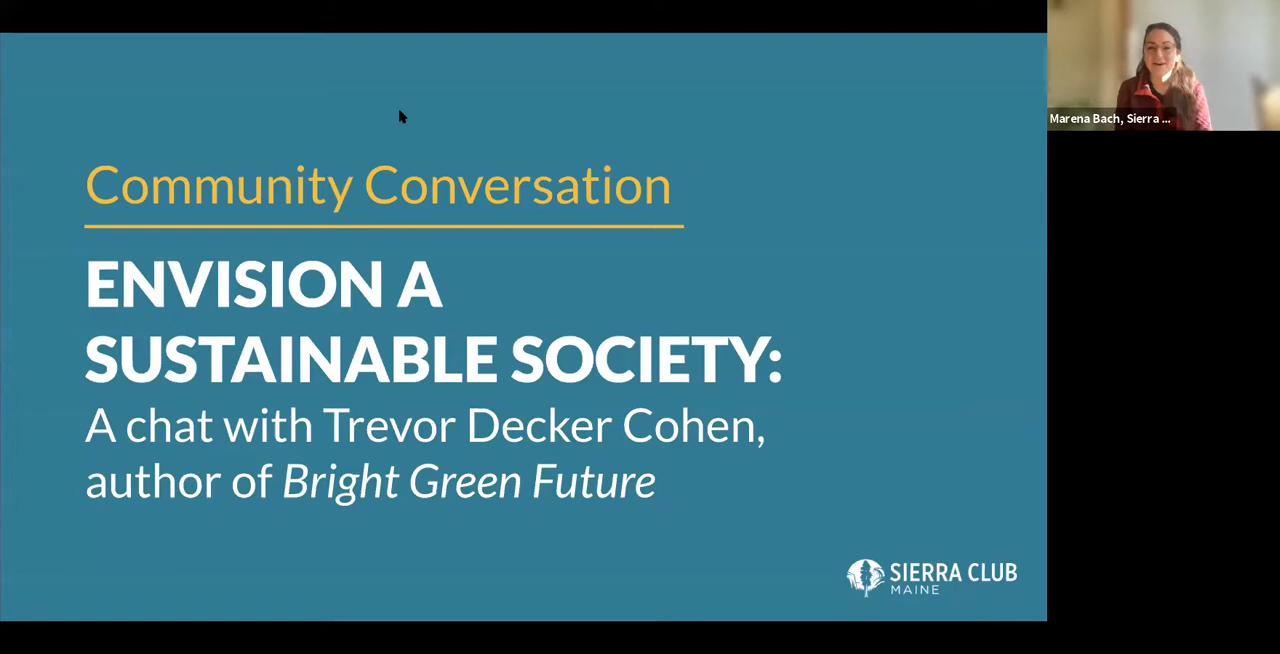 Community Conversation
ENVISION A
SUSTAINABLE SOCIETY:
A chat with Trevor Decker Cohen,
author of Bright Green Future
SIERRA CLUB
MAINE
Marena Bach, Sierra ...